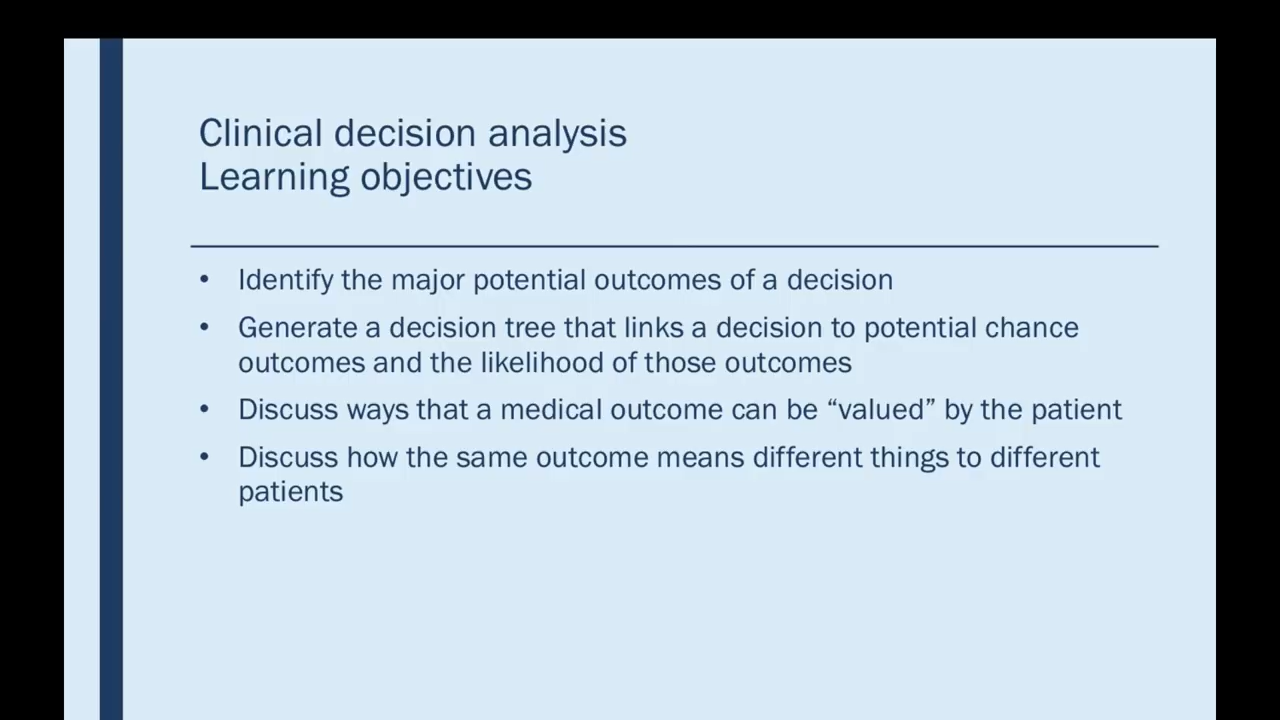 Clinical decision analysis
Learning objectives
• Identify the major potential outcomes of a decision
• Generate a decision tree that links a decision to potential chance
outcomes and the likelihood of those outcomes
• Discuss ways that a medical outcome can be “valued” by the patient
• Discuss how the same outcome means different things to different
patients